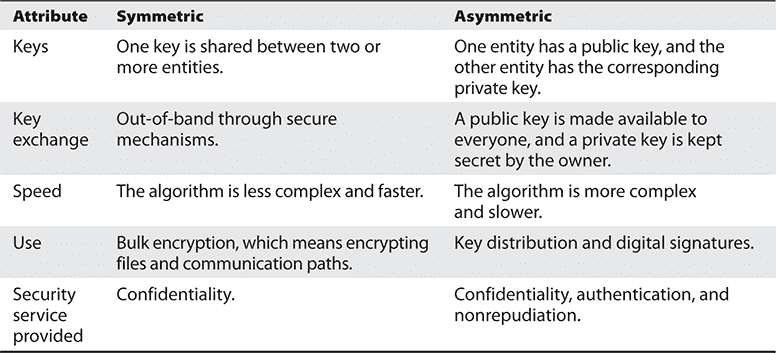 Attribute Symmetric Asymmetric
Keys One key is shared between two or One entity has a public key, and the
more entities. other entity has the corresponding
private key.
Key Out-of-band through secure A public key is made available to
exchange mechanisms. everyone, and a private key is kept
secret by the owner.
Speed The algorithm is less complex and faster. The algorithm is more complex
and slower.
Use Bulk encryption, which means encrypting Key distribution and digital signatures.
files and communication paths.
Security Confidentiality. Confidentiality, authentication, and
service nonrepudiation.
provided